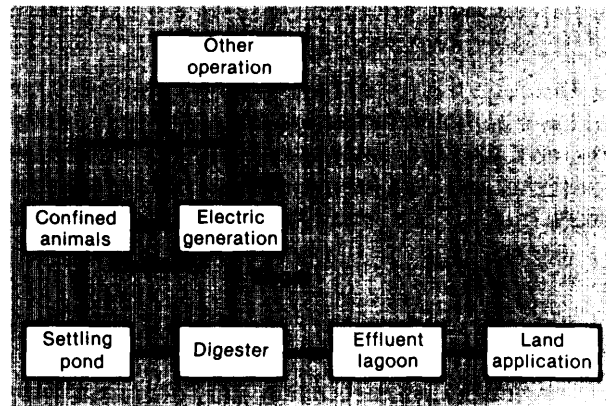 Other
operation
Confined
animals
Electric
generation
Settling
pond
Digester
Effluent
lagoon
Land
application